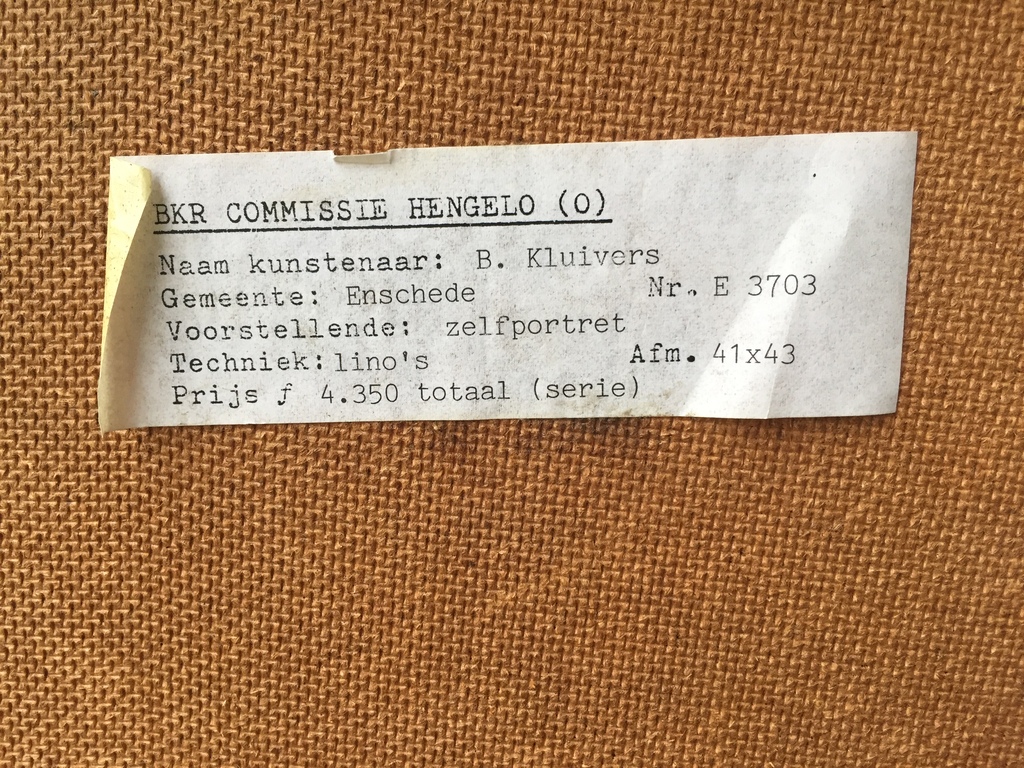 BKR COMMISSIE HENGELO (O)
Naam kunstenaar: B. Kluivers
Gemeente: Enschede Nr. E 3703
Voorstellende: zelfportret
Techniek: lino's Afm. 41x43
Prijs ƒ 4.350 totaal (serie)